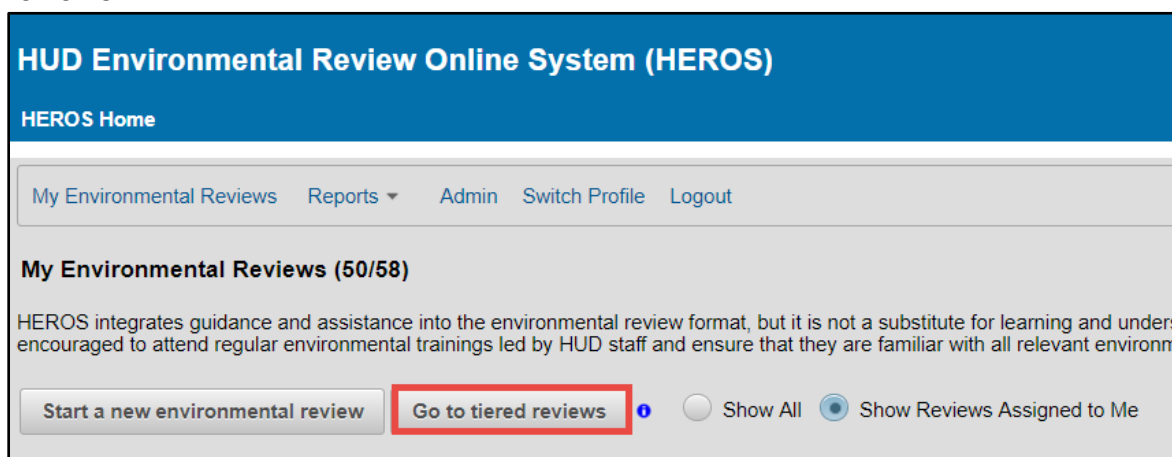 HUD Environmental Review Online System (HEROS)
HEROS Home
My Environmental Reviews Reports Admin Switch Profile Logout
My Environmental Reviews (50/58)
HEROS integrates guidance and assistance into the environmental review format, but it is not a substitute for learning and
encouraged to attend regular environmental trainings led by HUD staff and ensure that they are familiar with all relevant
Start a new environmental review Go to tiered reviews Show All Show Reviews Assigned to Me